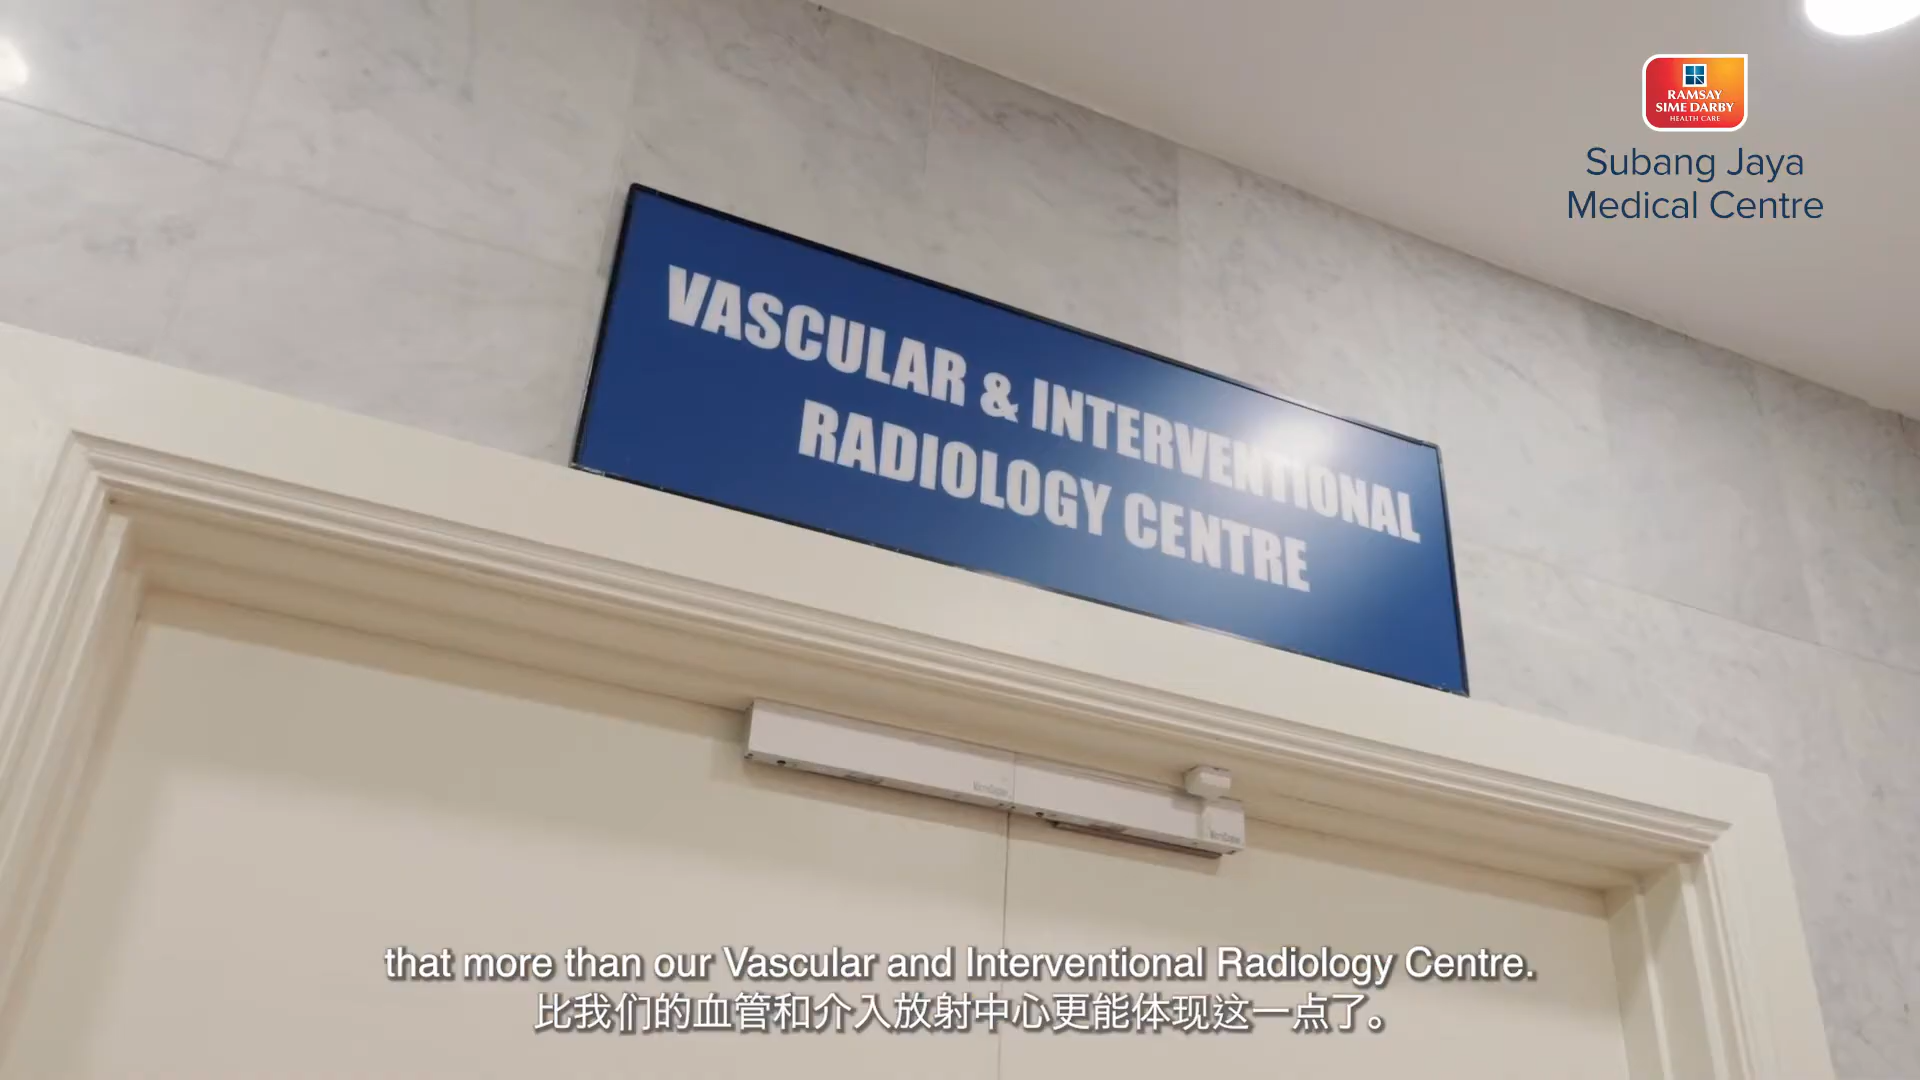 RAMSAY
SIME DARBY
HEALTH CARE
Subang Jaya
Medical Centre
VASCULAR & INTERVENTIONAL
RADIOLOGY CENTRE
that more than our Vascular and Interventional Radiology Centre.
比我们的血管和介入放射中心更能体现这一点了。